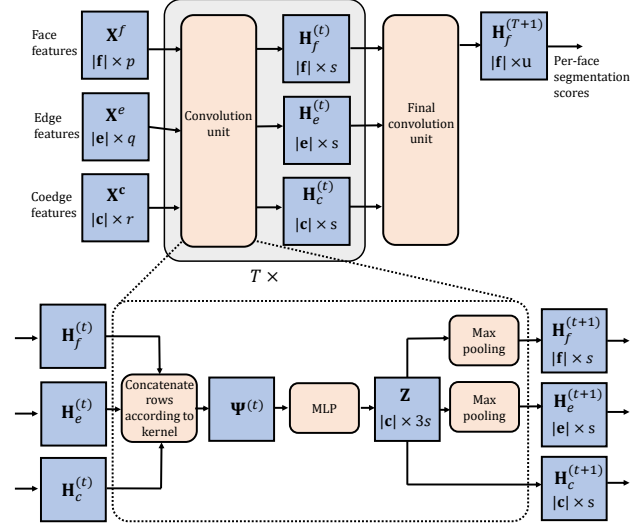 Face
features
X^f
|f| × p
Edge
features
X^e
|e| × q
Coedge
features
X^c
|c| × r
Convolution
unit
H_f^(t)
|f| × s
H_e^(t)
|e| × s
H_c^(t)
|c| × s
T ×
Final
convolution
unit
H_f^(T+1)
|f| ×u
Per-face
segmentation
scores
H_f^(t)
H_e^(t)
H_c^(t)
Concatenate
rows
according to
kernel
Ψ^(t)
MLP
Z
|c| × 3s
Max
pooling
Max
pooling
H_f^(t+1)
|f| × s
H_e^(t+1)
|e| × s
H_c^(t+1)
|c| × s